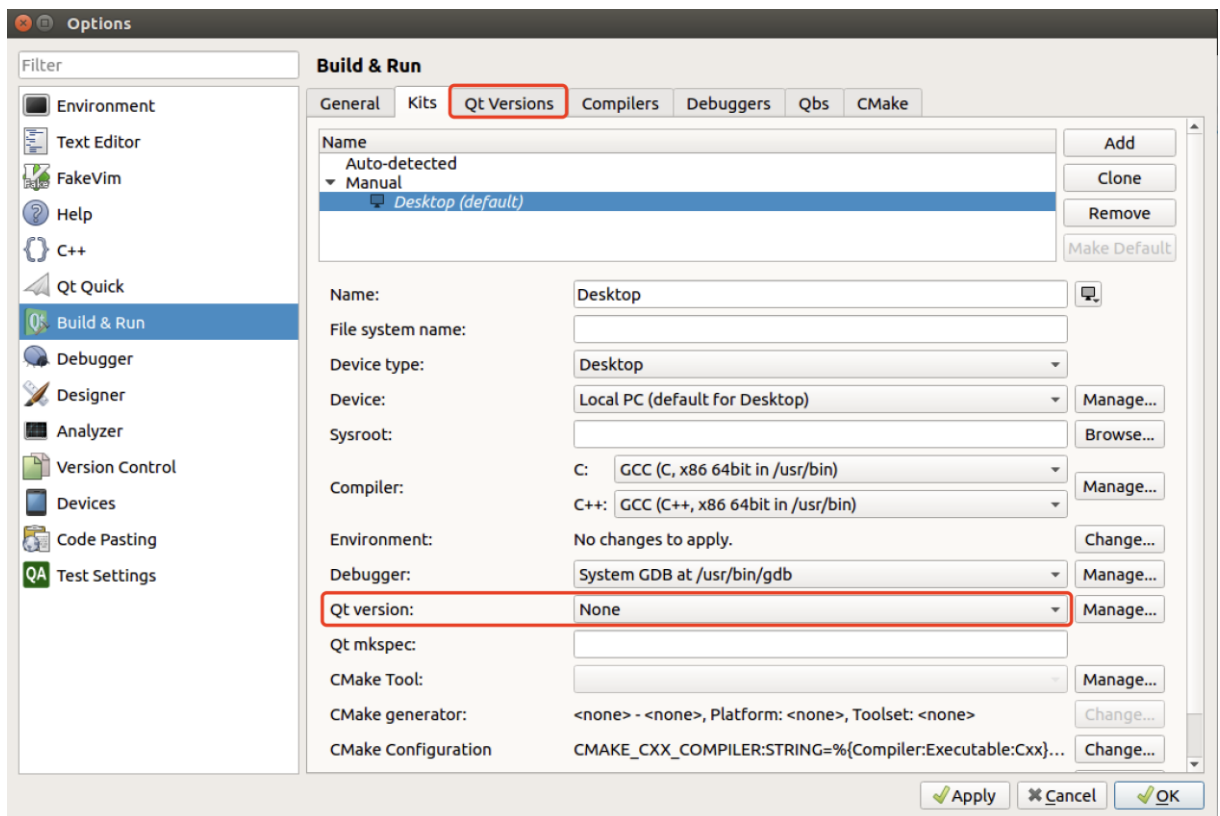 Options
Filter
Environment
Text Editor
FakeVim
Help
C++
Qt Quick
Build & Run
Debugger
Designer
Analyzer
Version Control
Devices
Code Pasting
QA Test Settings
Build & Run
General Kits Qt Versions Compilers Debuggers Qbs CMake
Name
Auto-detected
Manual
Desktop (default)
Add
Clone
Remove
Make Default
Name: Desktop
File system name:
Device type: Desktop
Device: Local PC (default for Desktop) Manage...
Sysroot: Browse...
Compiler: C: GCC (C, x86 64bit in /usr/bin) Manage...
C++: GCC (C++, x86 64bit in /usr/bin)
Environment: No changes to apply. Change...
Debugger: System GDB at /usr/bin/gdb Manage...
Qt version: None Manage...
Qt mkspec:
CMake Tool: Manage...
CMake generator: <none> - <none>, Platform: <none>, Toolset: <none> Change...
CMake Configuration CMAKE_CXX_COMPILER:STRING=%{Compiler:Executable:Cxx}... Change...
Apply Cancel OK